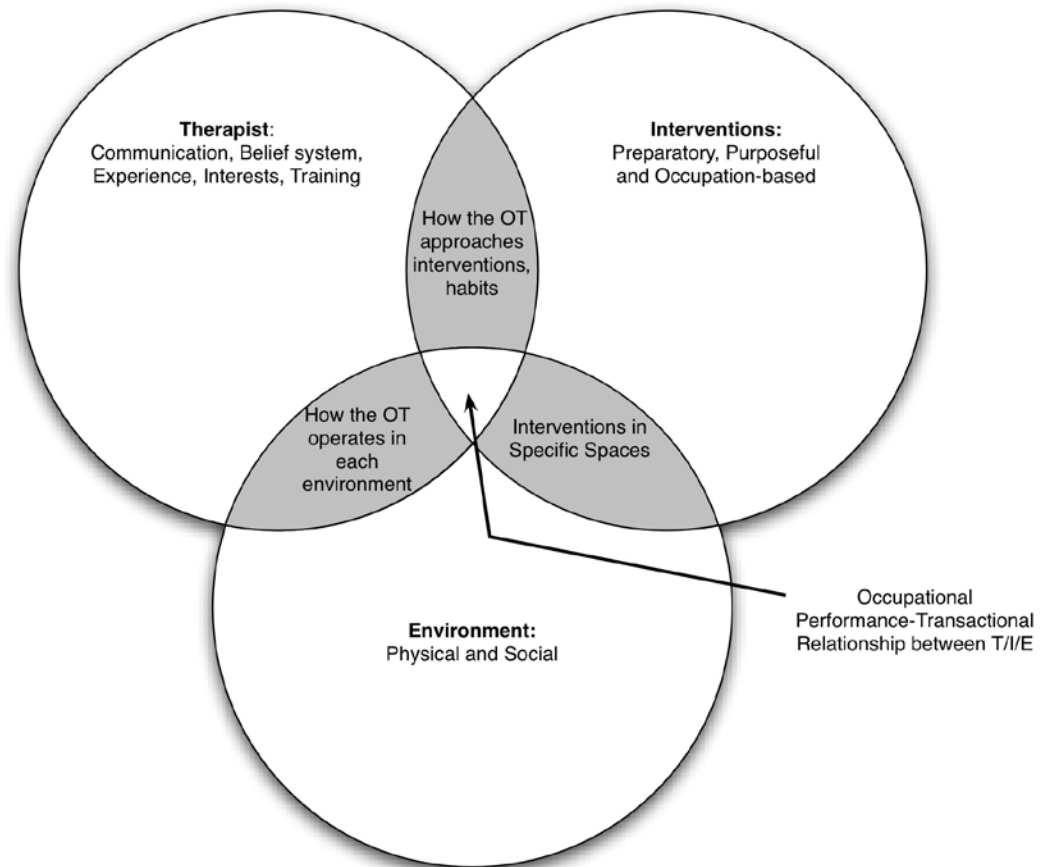 Therapist:
Communication, Belief system,
Experience, Interests, Training
Interventions:
Preparatory, Purposeful
and Occupation-based
How the OT
approaches
interventions,
habits
How the OT
operates in
each
environment
Interventions in
Specific Spaces
Environment:
Physical and Social
Occupational
Performance-Transactional
Relationship between T/I/E